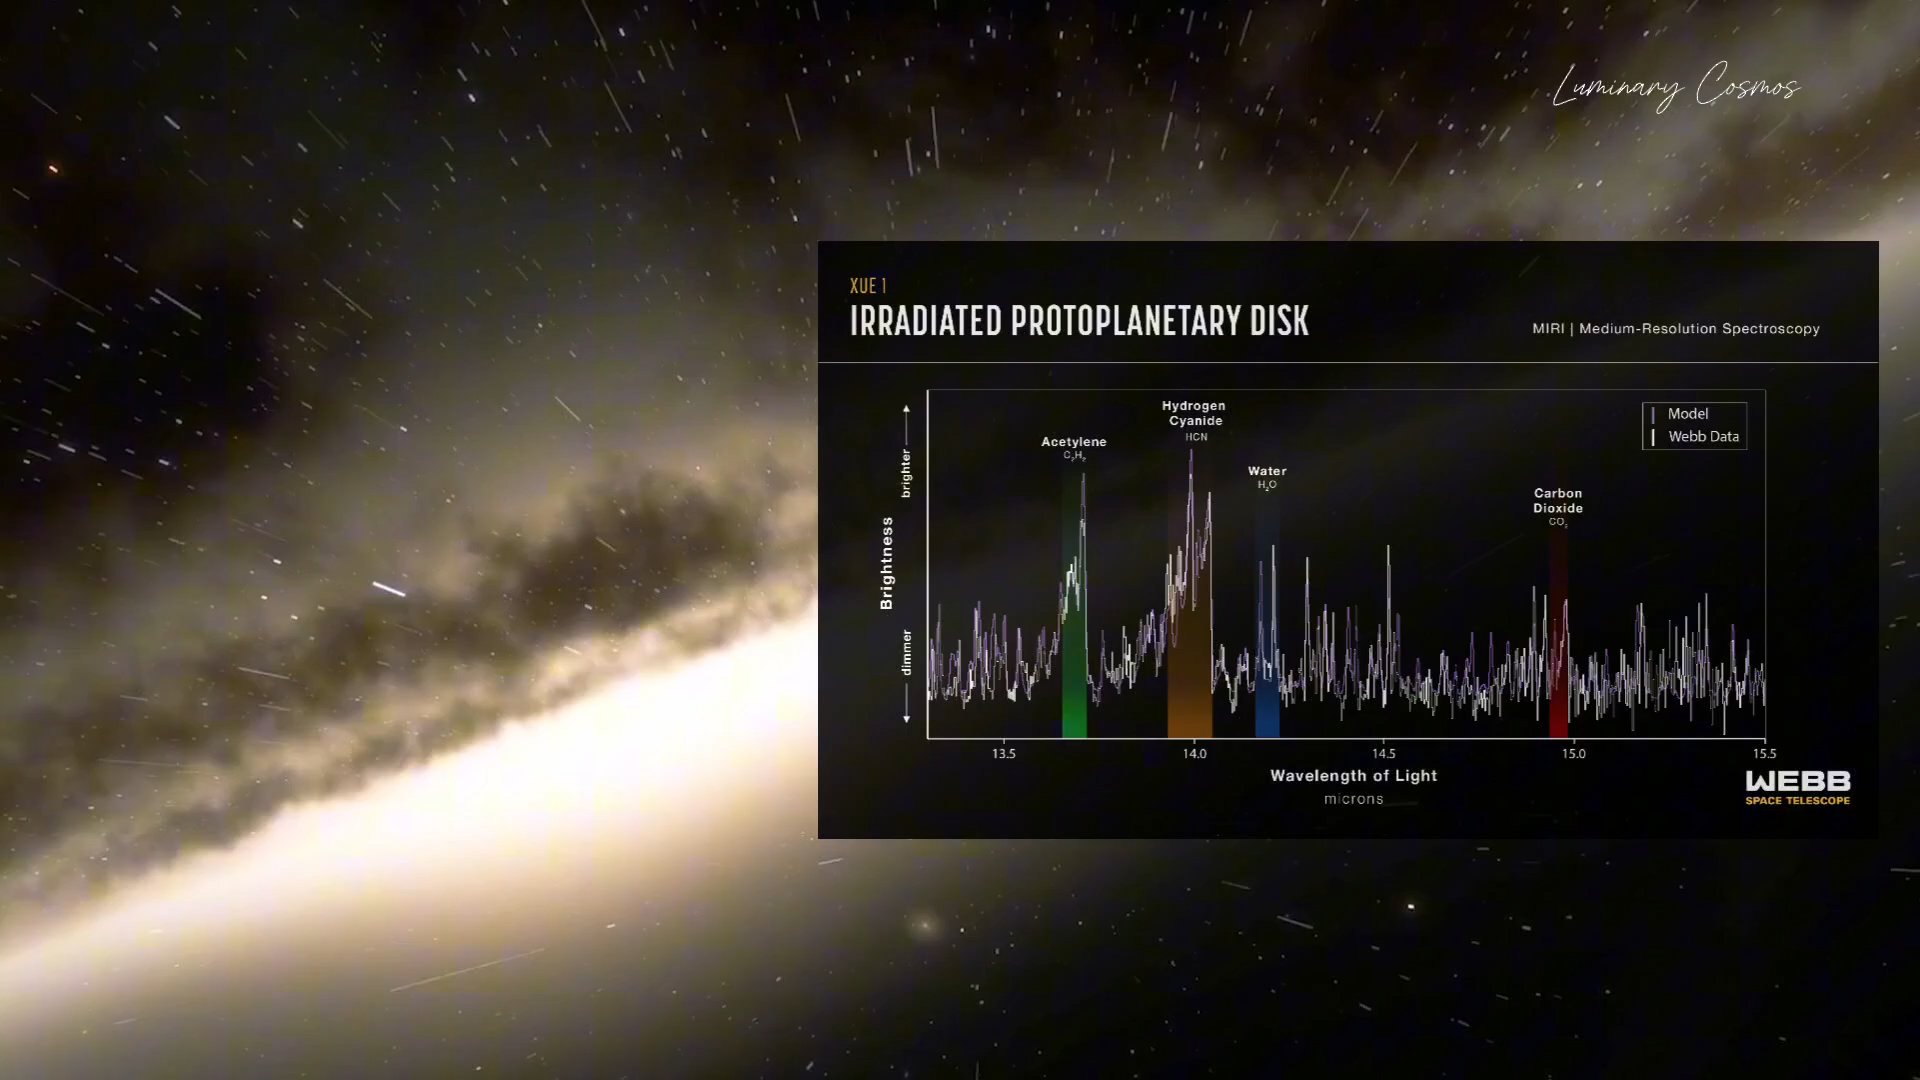 Luminary Cosmos
XUE 1
IRRADIATED PROTOPLANETARY DISK
MIRI | Medium-Resolution Spectroscopy
Hydrogen
Cyanide
HCN
Acetylene
C₂H₂
Water
H₂O
Carbon
Dioxide
CO₂
Model
Webb Data
brighter
Brightness
dimmer
13.5 14.0 14.5 15.0 15.5
Wavelength of Light
microns
WEBB
SPACE TELESCOPE